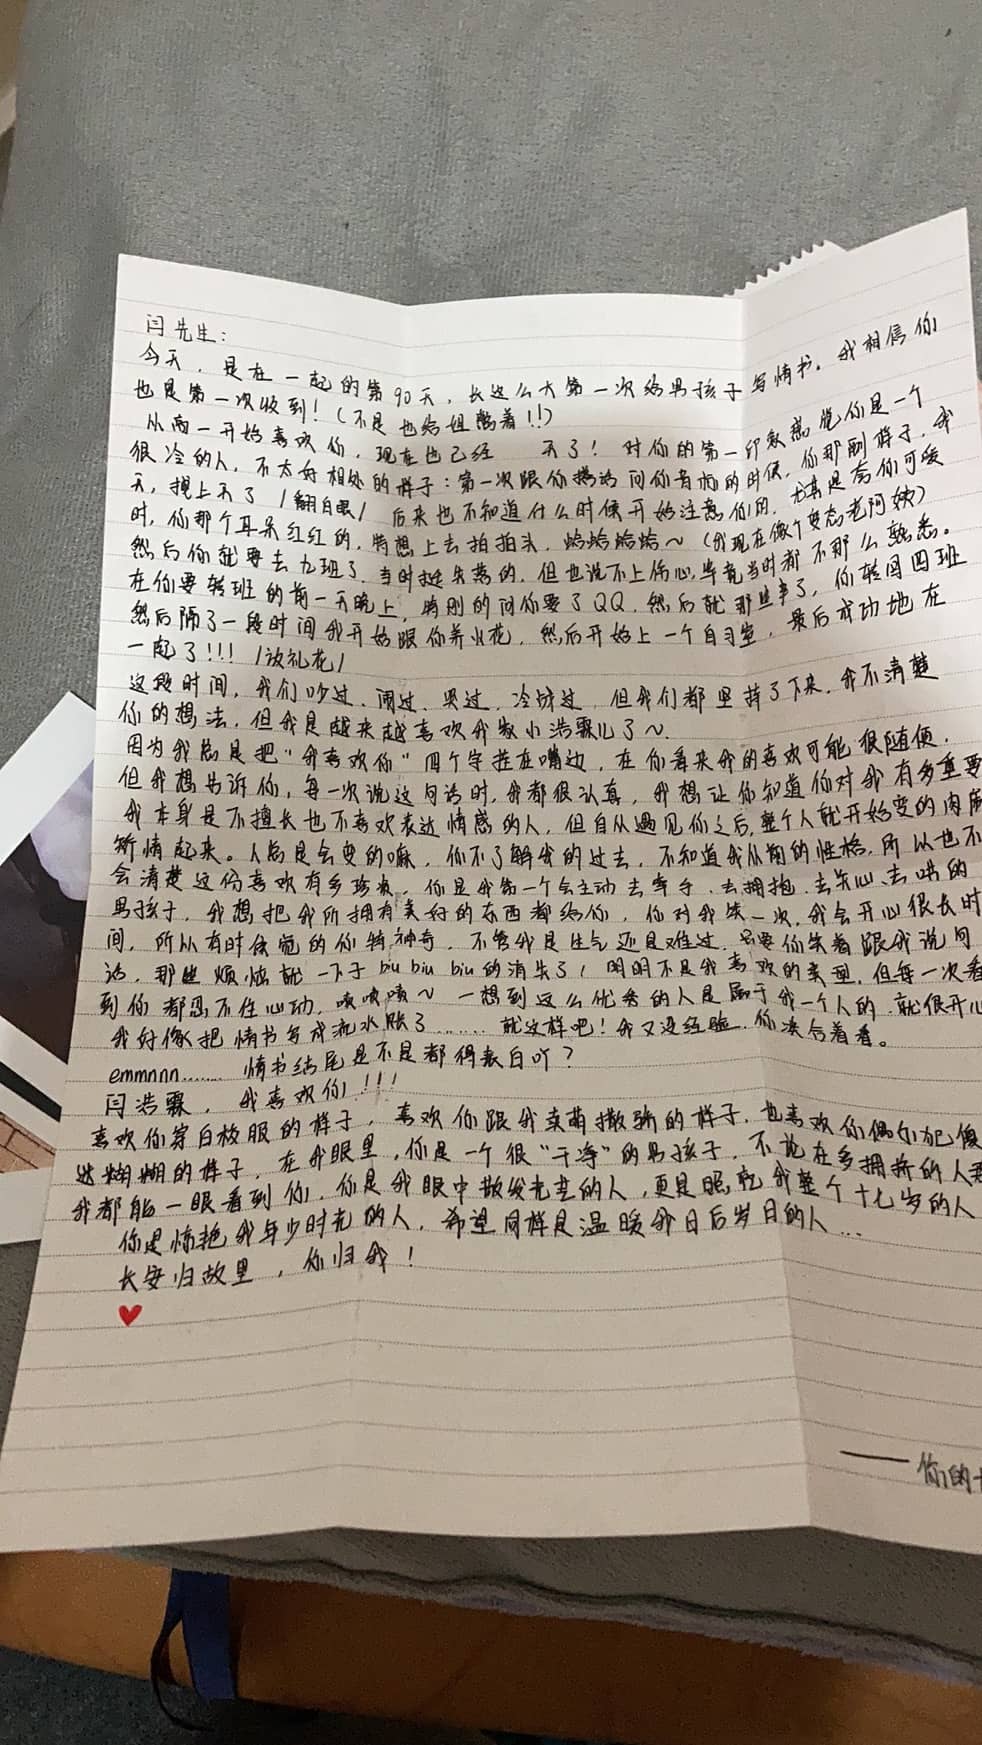 闫先生：
今天，是在一起的第90天，长这么大第一次给男孩子写情书。我相信你
也是第一次收到！（不是也给姐憋着！！）
从高一开始喜欢你，现在也已经 天了！对你的第一印象感觉你是一个
很冷的人，不太好相处的样子；第一次跟你搭话问你音响的时候，你那副样子，我
天，拽上天了/翻白眼/ 后来也不知道什么时候开始注意你的，尤其是夸你可爱
时，你那个耳朵红红的，特想上去拍拍头，哈哈哈哈～（我现在像个变态老阿姨）
然后你就要去九班了，当时挺失落的，但也说不上伤心，毕竟当时都不那么熟悉。
在你要转班的前一天晚上，特刚的问你要了QQ，然后就那些事了，你转回四班
然后隔了一段时间我开始跟你养火花，然后开始上一个自习室，最后成功地在
一起了！！！/放礼花/
这段时间，我们吵过、闹过、哭过、冷战过，但我们都坚持了下来，我不清楚
你的想法，但我是越来越喜欢我家小浩霖儿了～
因为我总是把“我喜欢你”四个字挂在嘴边，在你看来我的喜欢可能很随便，
但我想告诉你，每一次说这句话时，我都很认真，我想让你知道你对我有多重要
我本身是不擅长也不喜欢表达情感的人，但自从遇见你之后，整个人就开始变的肉麻
矫情起来。人总是会变的嘛，你不了解我的过去，不知道我从前的性格，所以也不
会清楚这份喜欢有多珍贵，你是我第一个会主动去牵手、去拥抱、去关心、去哄的
男孩子，我想把我所拥有美好的东西都给你，你对我笑一次，我会开心很长时
间，所以有时候觉的你特神奇，不管我是生气还是难过，只要你笑着跟我说句
话，那些烦恼就一下子biu biu biu的消失了！明明不是我喜欢的类型，但每一次看
到你都忍不住心动，啧啧啧～ 一想到这么优秀的人是属于我一个人的，就很开心
我好像把情书写成流水账了……… 就这样吧！我又没经验，你凑合着看。
emmnnn……… 情书结尾是不是都得表白吖？
闫浩霖，我喜欢你！！！
喜欢你穿白校服的样子，喜欢你跟我卖萌撒娇的样子，也喜欢你偶尔犯傻
迷糊糊的样子，在我眼里，你是一个很“干净”的男孩子，不论在多拥挤的人
我都能一眼看到你，你是我眼中散发光芒的人，更是照亮我整个十七岁的人
你是惊艳我年少时光的人，希望同样是温暖我日后岁月的人…
长安归故里，你归我！
—— 你的